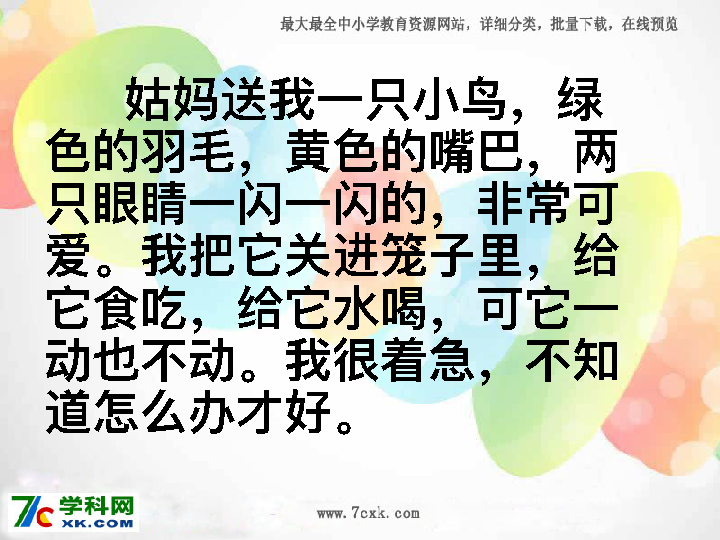 最大最全中小学教育资源网站，详细分类，批量下载，在线预览
姑妈送我一只小鸟，绿
色的羽毛，黄色的嘴巴，两
只眼睛一闪一闪的，非常可
爱。我把它关进笼子里，给
它食吃，给它水喝，可它一
动也不动。我很着急，不知
道怎么办才好。
7c学科网
XK.COM
www.7cxk.com